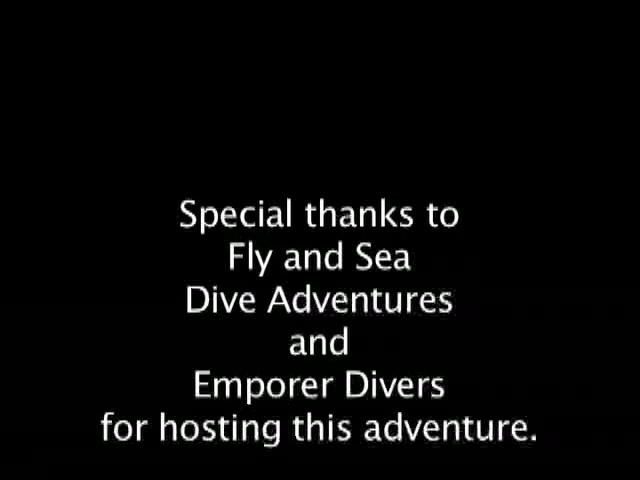 Special thanks to
Fly and Sea
Dive Adventures
and
Emporer Divers
for hosting this adventure.